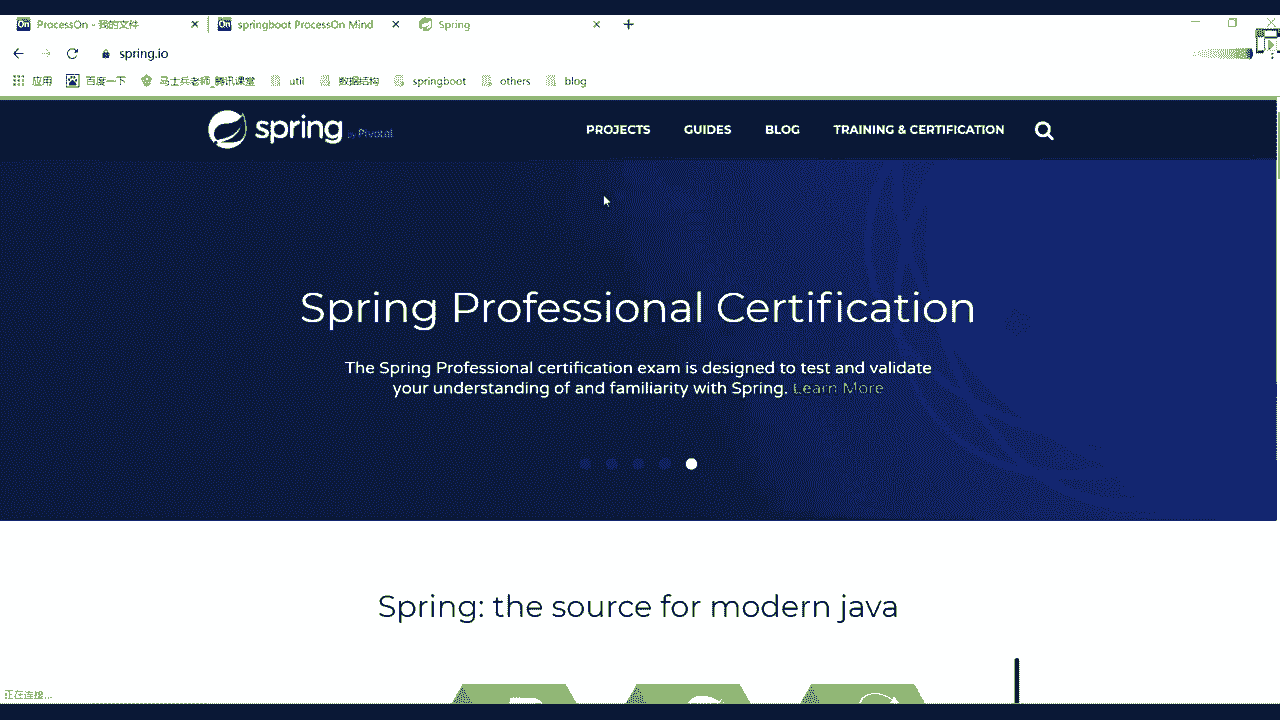 ProcessOn - 我的文件
springboot ProcessOn Mind
Spring
spring.io
应用 百度一下 马士兵老师_腾讯课堂 util 数据结构 springboot others blog
spring by Pivotal
PROJECTS GUIDES BLOG TRAINING & CERTIFICATION
Spring Professional Certification
The Spring Professional certification exam is designed to test and validate
your understanding of and familiarity with Spring. Learn More
Spring: the source for modern java
正在连接...